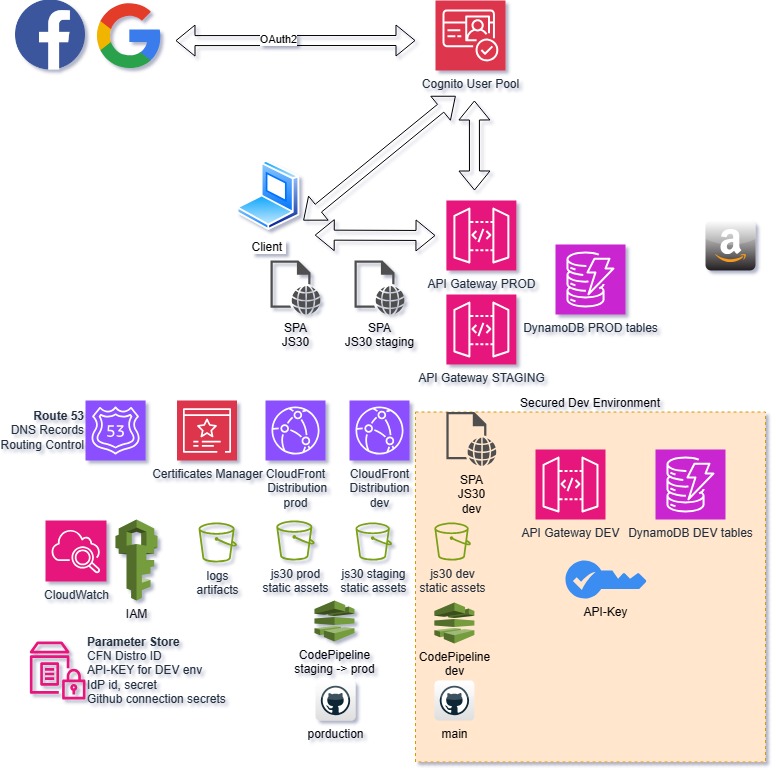 OAuth2
Cognito User Pool
Client
API Gateway PROD
SPA
JS30
SPA
JS30 staging
DynamoDB PROD tables
API Gateway STAGING
a
Secured Dev Environment
Route 53
DNS Records
Routing Control
53
Certificates Manager
CloudFront
Distribution
prod
CloudFront
Distribution
dev
SPA
JS30
dev
API Gateway DEV
DynamoDB DEV tables
CloudWatch
IAM
logs
artifacts
js30 prod
static assets
js30 staging
static assets
js30 dev
static assets
API-Key
Parameter Store
CFN Distro ID
API-KEY for DEV env
IdP id, secret
Github connection secrets
CodePipeline
staging -> prod
CodePipeline
dev
porduction
main